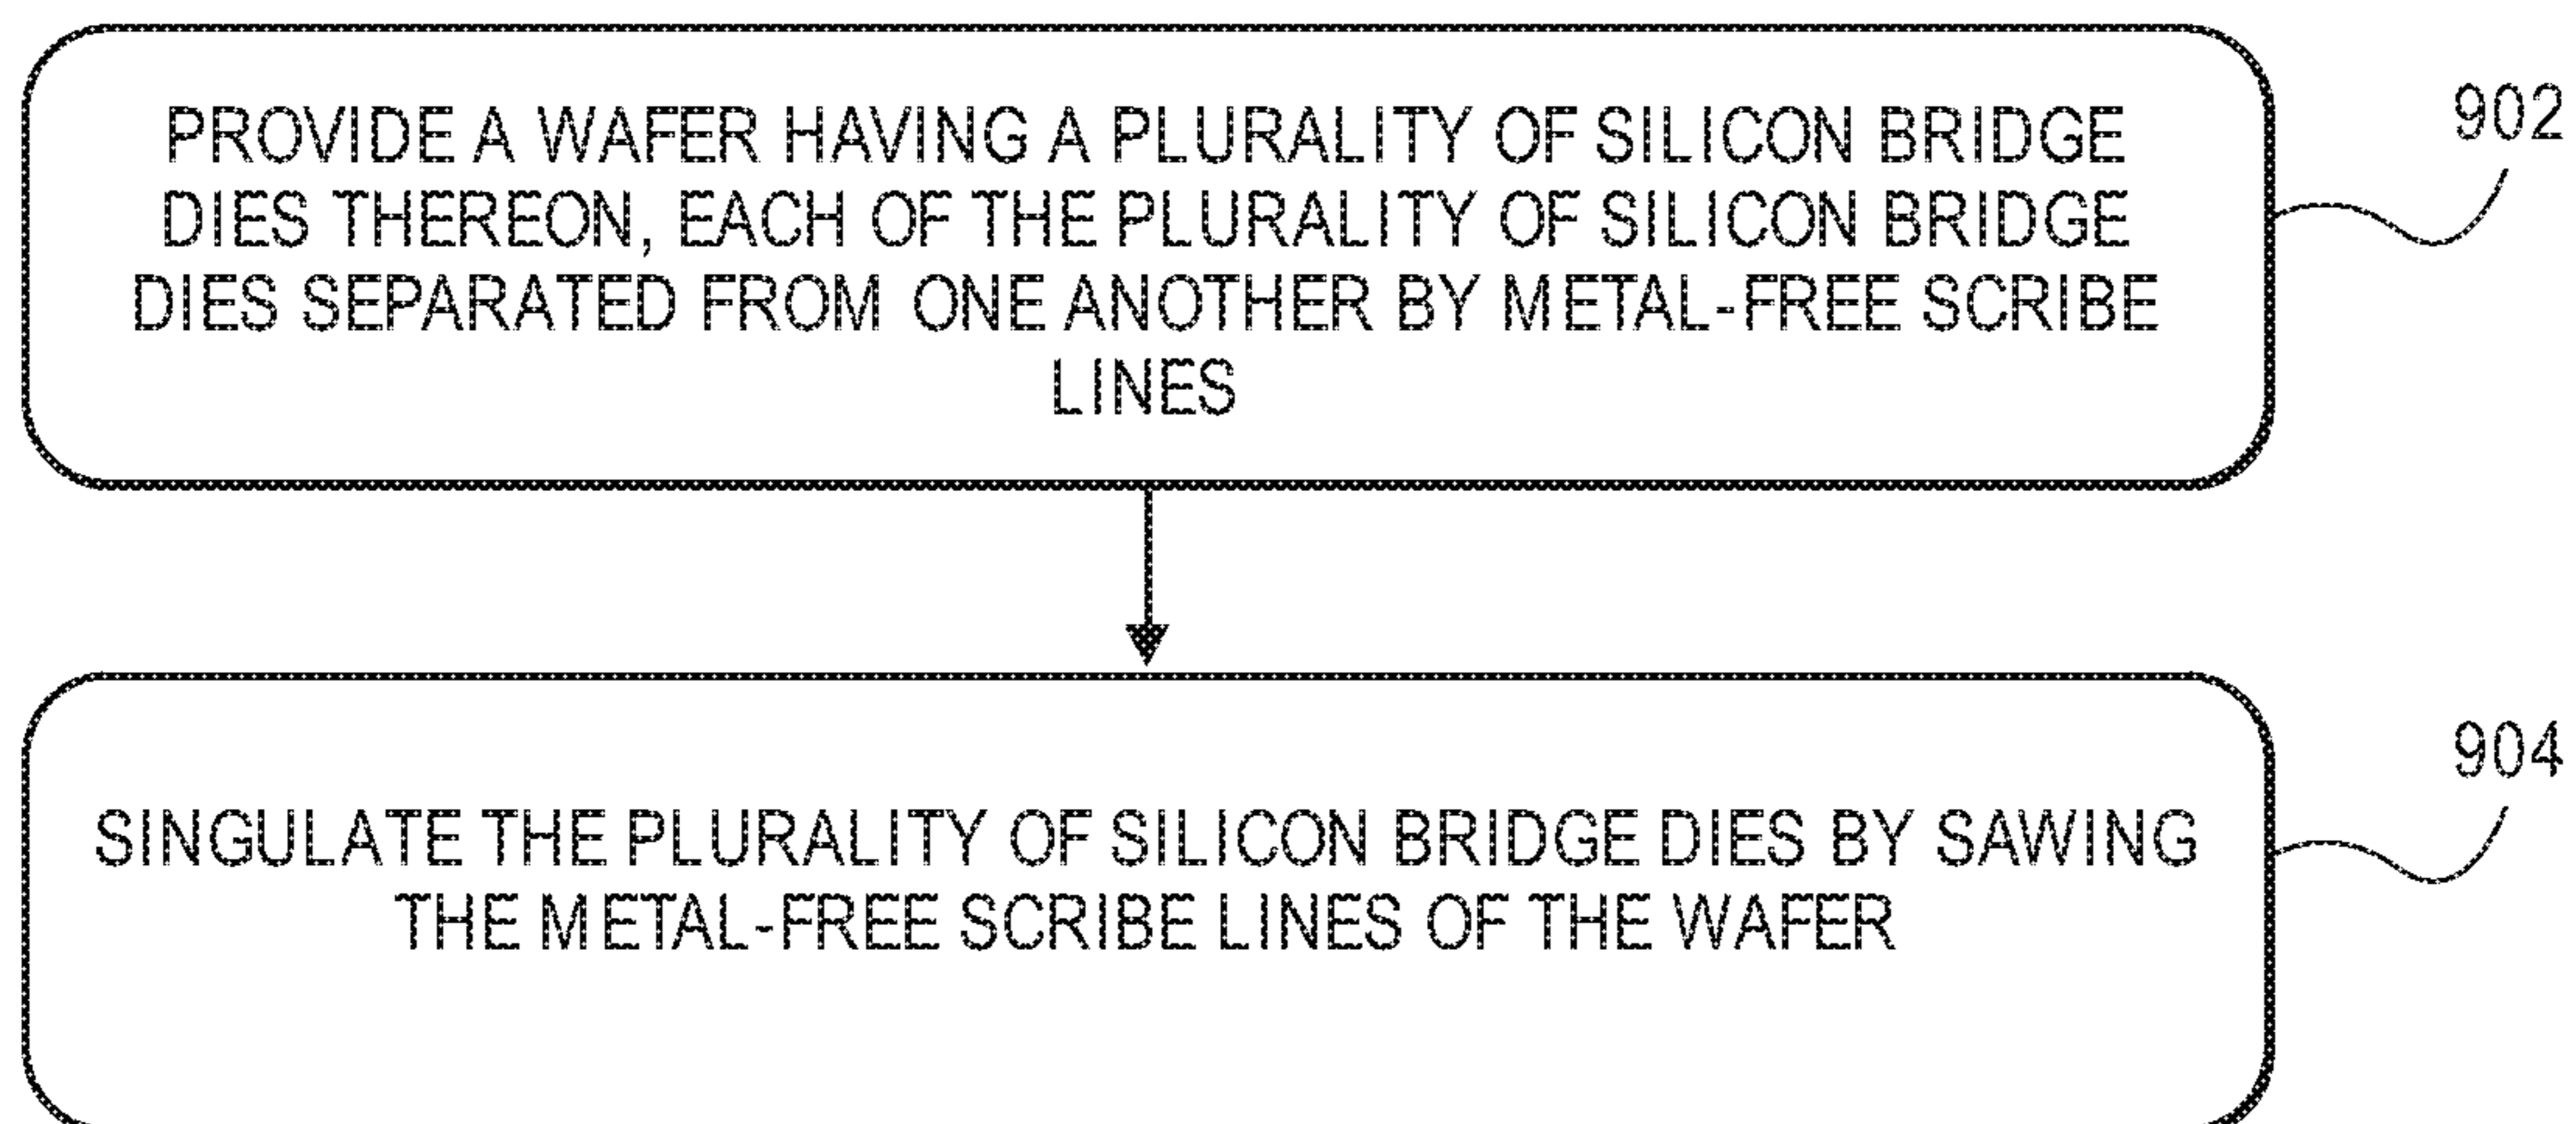 PROVIDE A WAFER HAVING A PLURALITY OF SILICON BRIDGE
DIES THEREON, EACH OF THE PLURALITY OF SILICON BRIDGE
DIES SEPARATED FROM ONE ANOTHER BY METAL-FREE SCRIBE
LINES
902
SINGULATE THE PLURALITY OF SILICON BRIDGE DIES BY SAWING
THE METAL-FREE SCRIBE LINES OF THE WAFER
904